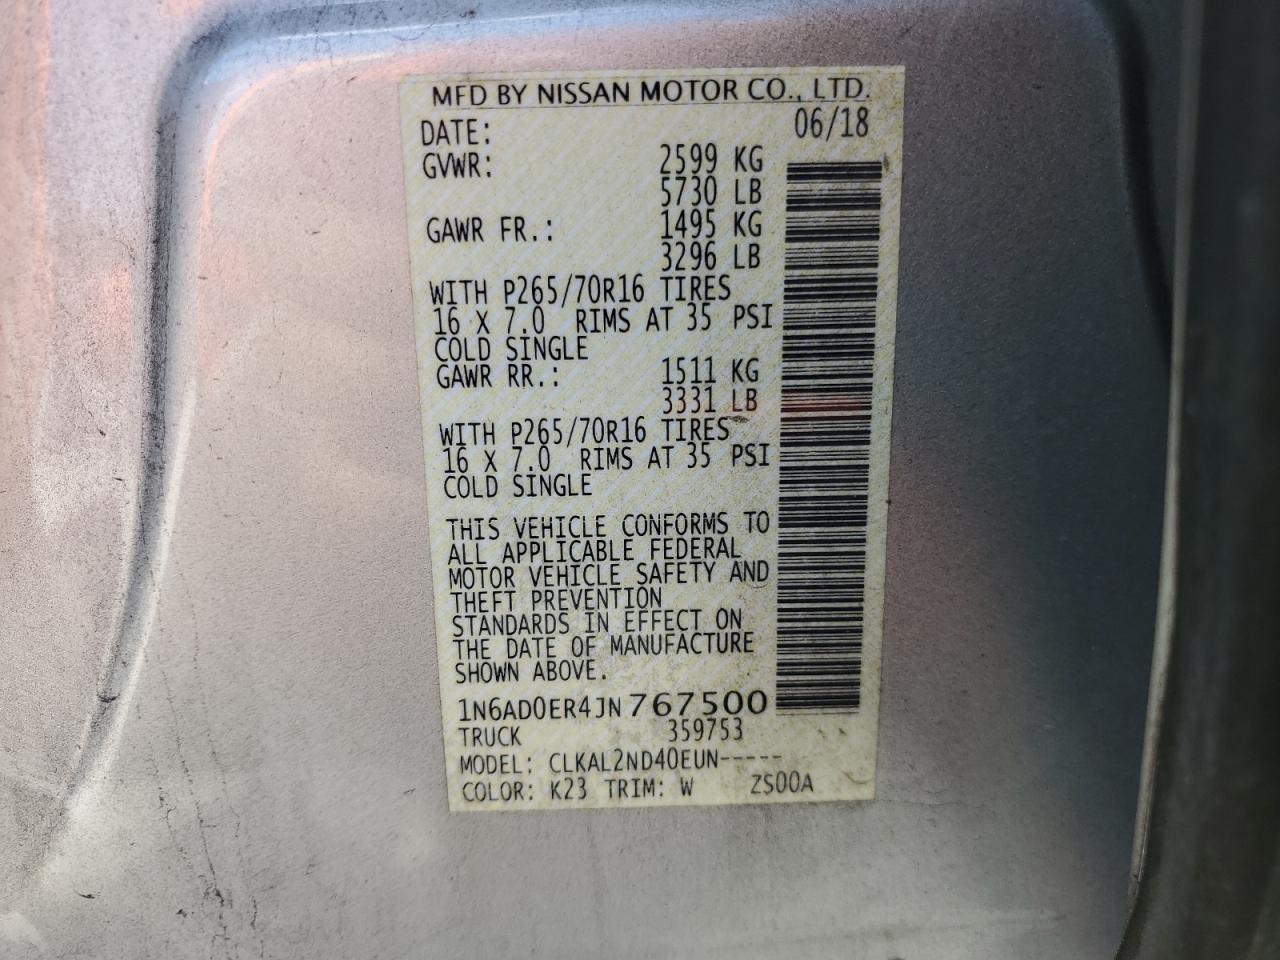 MFD BY NISSAN MOTOR CO., LTD.
DATE: 06/18
GVWR: 2599 KG
5730 LB
GAWR FR.: 1495 KG
3296 LB
WITH P265/70R16 TIRES
16 X 7.0 RIMS AT 35 PSI
COLD SINGLE
GAWR RR.: 1511 KG
3331 LB
WITH P265/70R16 TIRES
16 X 7.0 RIMS AT 35 PSI
COLD SINGLE
THIS VEHICLE CONFORMS TO
ALL APPLICABLE FEDERAL
MOTOR VEHICLE SAFETY AND
THEFT PREVENTION
STANDARDS IN EFFECT ON
THE DATE OF MANUFACTURE
SHOWN ABOVE.
1N6AD0ER4JN767500
TRUCK 359753
MODEL: CLKAL2ND40EUN-----
COLOR: K23 TRIM: W ZS00A